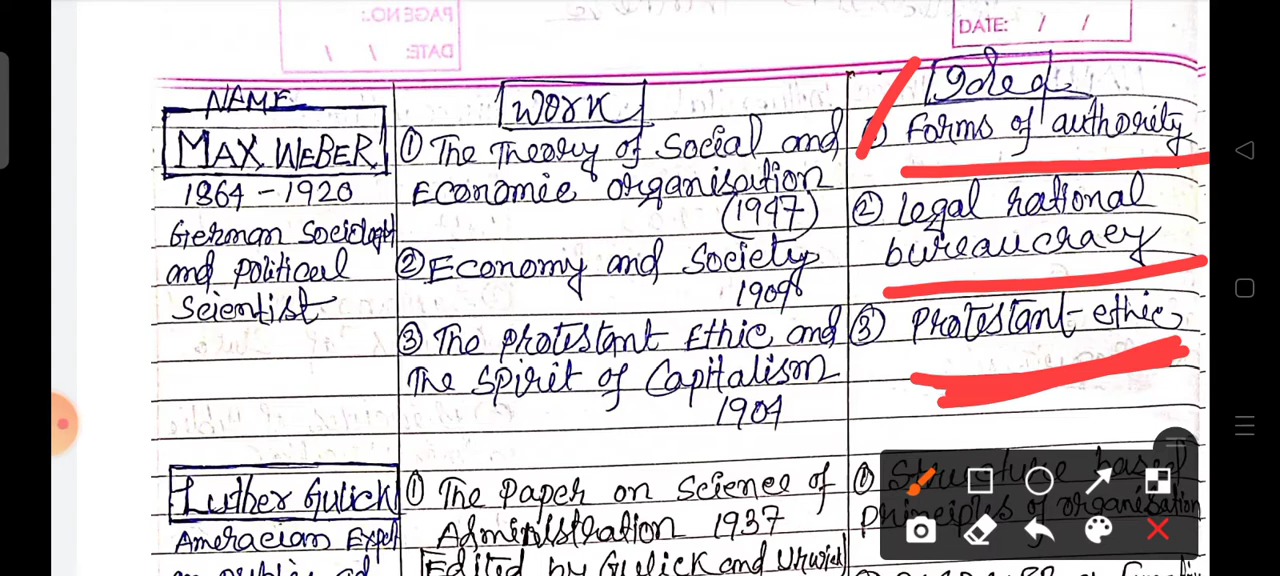 PAGE NO.:
DATE: / /
DATE: / /
NAME
MAX WEBER
1864 - 1920
German Sociologist
and political
Scientist
Work
① The Theory of Social and
Economic organisation
(1947)
② Economy and Society
1909
③ The Protestant Ethic and
The Spirit of Capitalism
1904
Idea
① Forms of authority
② Legal rational
bureaucracy
③ Protestant ethic
Luther Gulick
Ameracian Expert
① The Paper on Science of
Administration 1937
Edited by Gulick and Urwick
① Structure based
principles of organisation